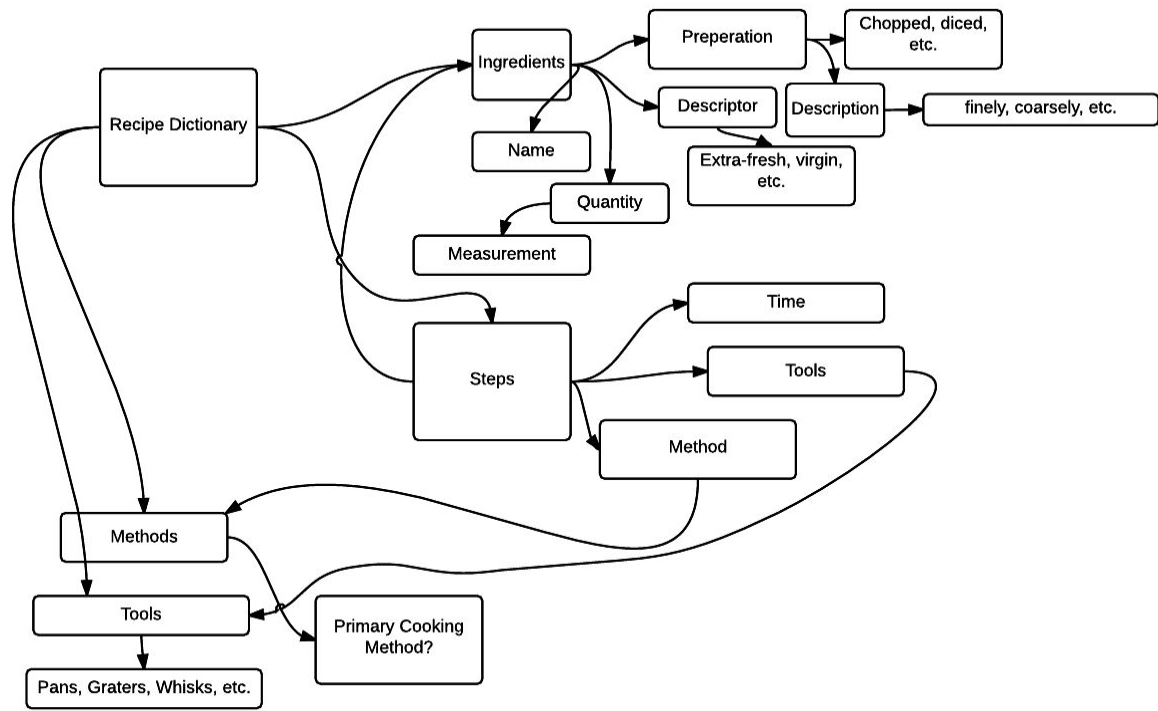 Preperation
Chopped, diced,
etc.
Ingredients
Recipe Dictionary
Descriptor
Description
finely, coarsely, etc.
Name
Extra-fresh, virgin,
etc.
Quantity
Measurement
Time
Steps
Tools
Method
Methods
Tools
Primary Cooking
Method?
Pans, Graters, Whisks, etc.